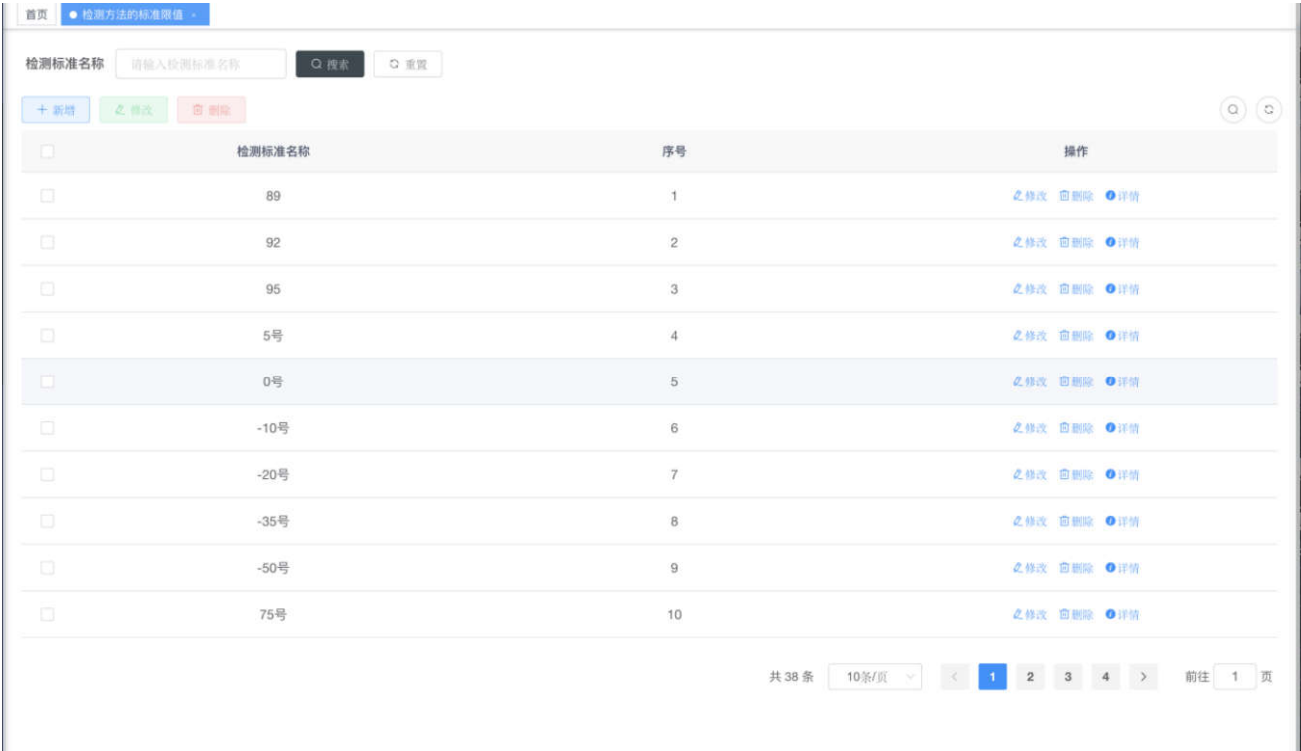 首页 检测方法的标准限值 ×
检测标准名称 请输入检测标准名称 搜索 重置
+ 新增 修改 删除
检测标准名称 序号 操作
89 1 修改 删除 详情
92 2 修改 删除 详情
95 3 修改 删除 详情
5号 4 修改 删除 详情
0号 5 修改 删除 详情
-10号 6 修改 删除 详情
-20号 7 修改 删除 详情
-35号 8 修改 删除 详情
-50号 9 修改 删除 详情
75号 10 修改 删除 详情
共 38 条 10条/页 < 1 2 3 4 > 前往 1 页